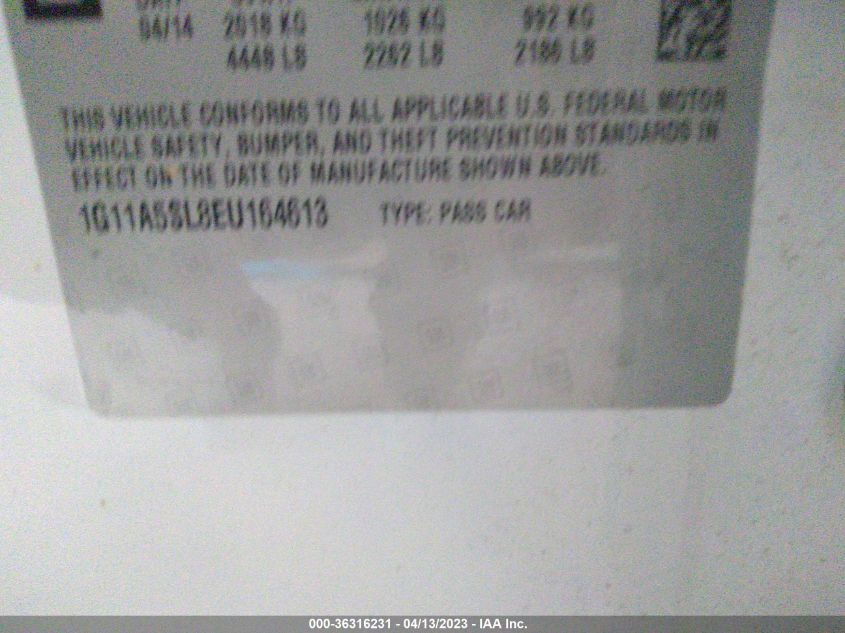 04/14 2018 KG 1026 KG 992 KG
4448 LB 2262 LB 2186 LB
THIS VEHICLE CONFORMS TO ALL APPLICABLE U.S. FEDERAL MOTOR
VEHICLE SAFETY, BUMPER, AND THEFT PREVENTION STANDARDS IN
EFFECT ON THE DATE OF MANUFACTURE SHOWN ABOVE.
1G11A5SL8EU164613 TYPE: PASS CAR
000-36316231 - 04/13/2023 - IAA Inc.